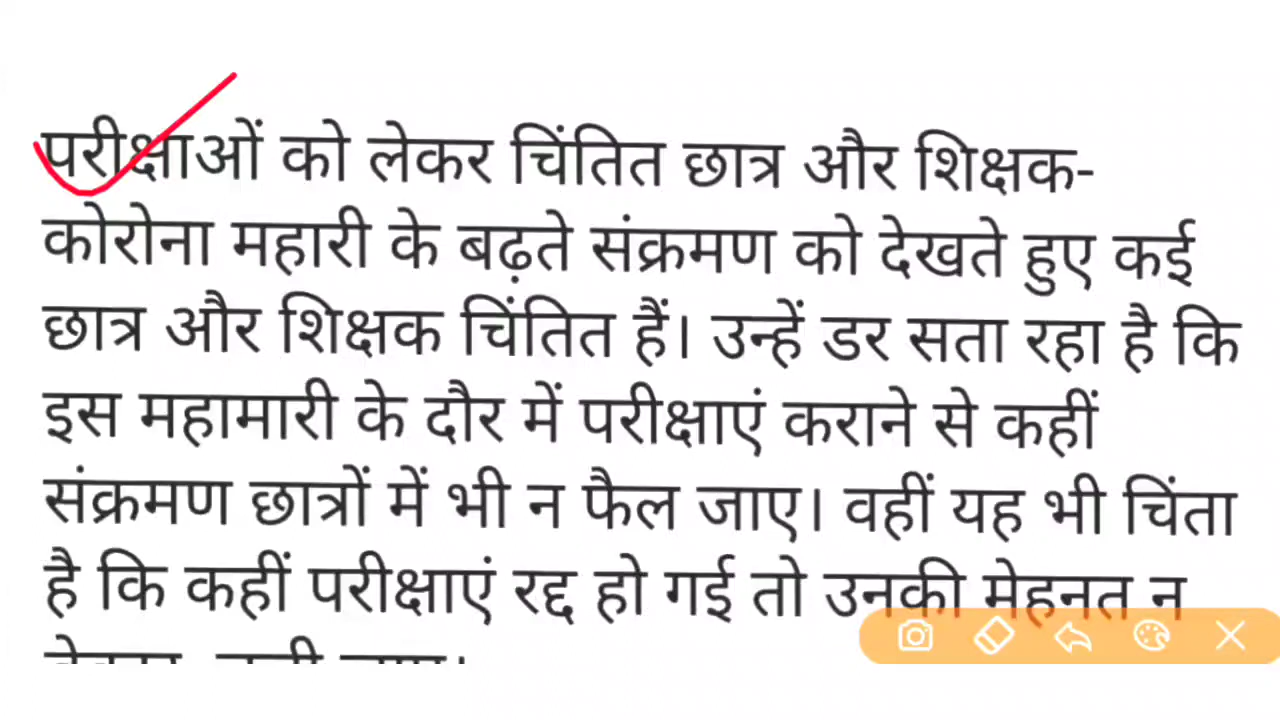 परीक्षाओं को लेकर चिंतित छात्र और शिक्षक-
कोरोना महारी के बढ़ते संक्रमण को देखते हुए कई
छात्र और शिक्षक चिंतित हैं। उन्हें डर सता रहा है कि
इस महामारी के दौर में परीक्षाएं कराने से कहीं
संक्रमण छात्रों में भी न फैल जाए। वहीं यह भी चिंता
है कि कहीं परीक्षाएं रद्द हो गई तो उनकी मेहनत न